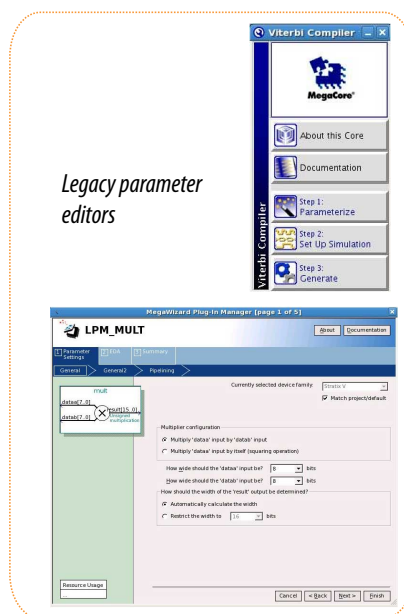 Viterbi Compiler
MegaCore®
About this Core
Documentation
Step 1:
Parameterize
Step 2:
Set Up Simulation
Step 3:
Generate
Viterbi Compiler
Legacy parameter
editors
MegaWizard Plug-In Manager [page 1 of 5]
LPM_MULT
About
Documentation
1 Parameter
Settings
2 EDA
3 Summary
General
General2
Pipelining
Currently selected device family:
Stratix V
Match project/default
mult
dataa[7..0]
datab[7..0]
result[15..0]
Unsigned
multiplication
Multiplier configuration
Multiply 'dataa' input by 'datab' input
Multiply 'dataa' input by itself (squaring operation)
How wide should the 'dataa' input be? 8 bits
How wide should the 'datab' input be? 8 bits
How should the width of the 'result' output be determined?
Automatically calculate the width
Restrict the width to 16 bits
Resource Usage
Cancel
< Back
Next >
Finish